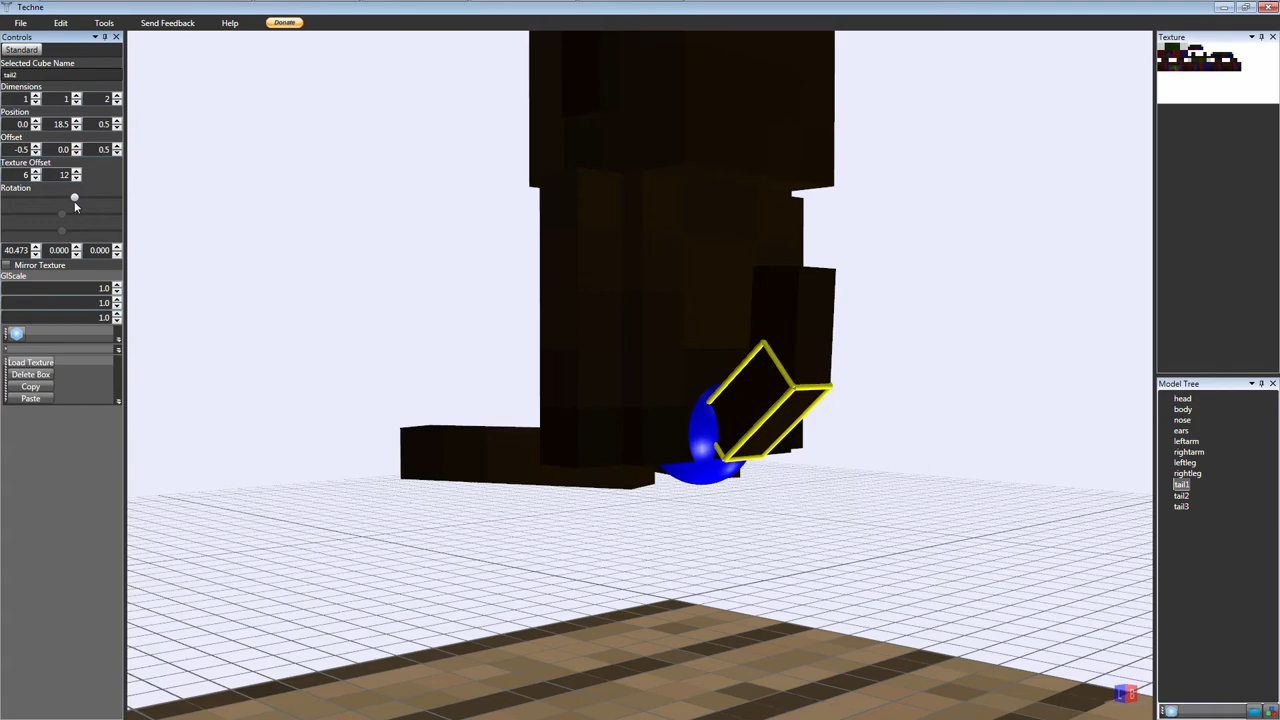 Techne
File Edit Tools Send Feedback Help Donate
Controls
Standard
Selected Cube Name
tail2
Dimensions
1 1 2
Position
0.0 18.5 0.5
Offset
-0.5 0.0 0.5
Texture Offset
6 12
Rotation
40.473 0.000 0.000
Mirror Texture
GlScale
1.0
1.0
1.0
Load Texture
Delete Box
Copy
Paste
Texture
Model Tree
head
body
nose
ears
leftarm
rightarm
leftleg
rightleg
tail1
tail2
tail3